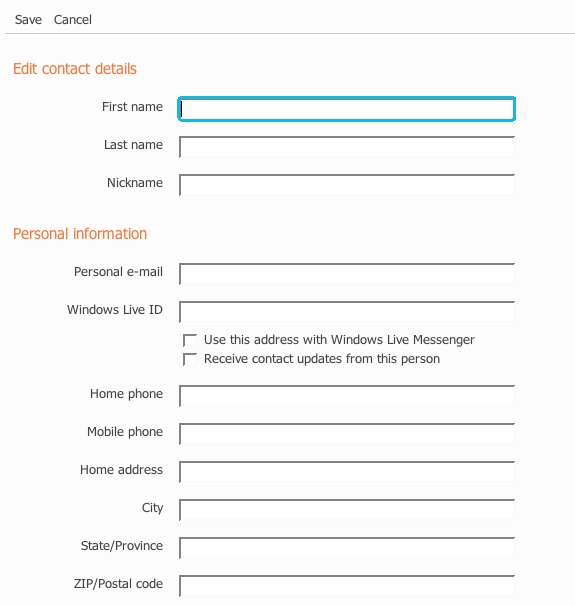 Save Cancel
Edit contact details
First name
Last name
Nickname
Personal information
Personal e-mail
Windows Live ID
Use this address with Windows Live Messenger
Receive contact updates from this person
Home phone
Mobile phone
Home address
City
State/Province
ZIP/Postal code